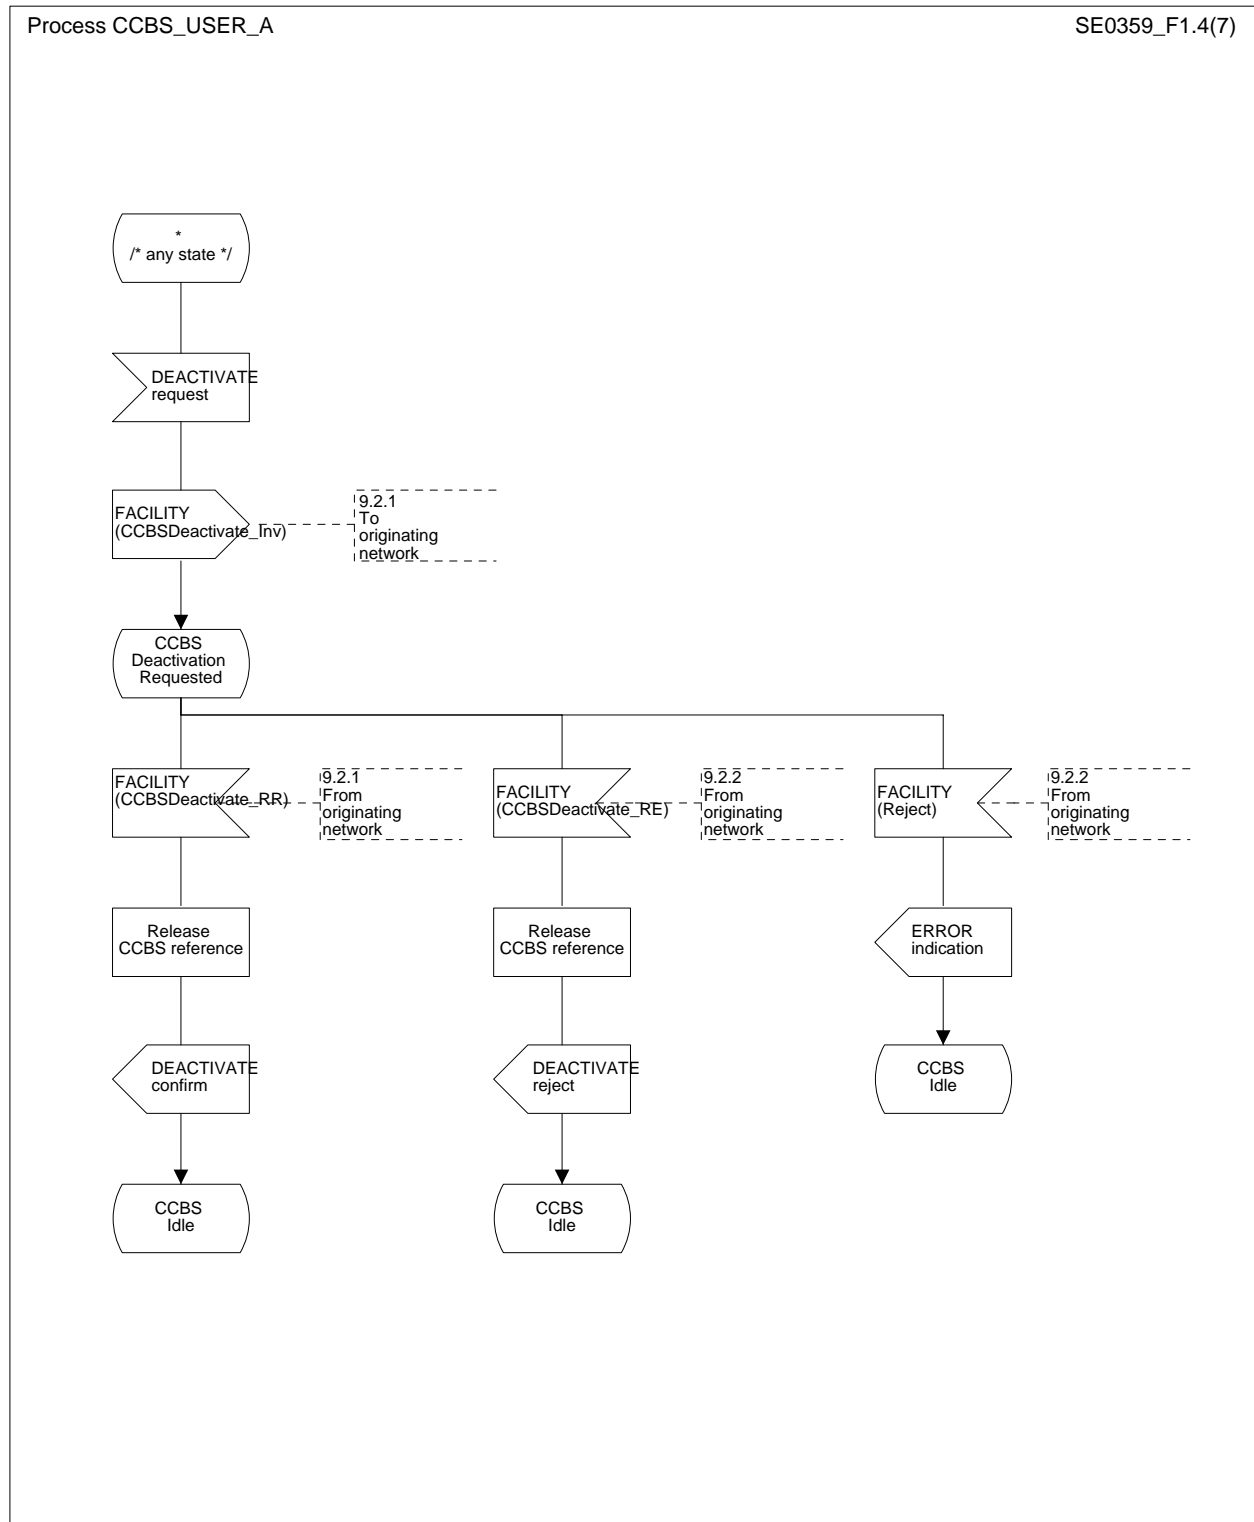 Process CCBS_USER_A
SE0359_F1.4(7)
*
/* any state */
DEACTIVATE
request
FACILITY
(CCBSDeactivate_Inv)
9.2.1
To
originating
network
CCBS
Deactivation
Requested
FACILITY
(CCBSDeactivate_RR)
9.2.1
From
originating
network
FACILITY
(CCBSDeactivate_RE)
9.2.2
From
originating
network
FACILITY
(Reject)
9.2.2
From
originating
network
Release
CCBS reference
Release
CCBS reference
ERROR
indication
DEACTIVATE
confirm
DEACTIVATE
reject
CCBS
Idle
CCBS
Idle
CCBS
Idle